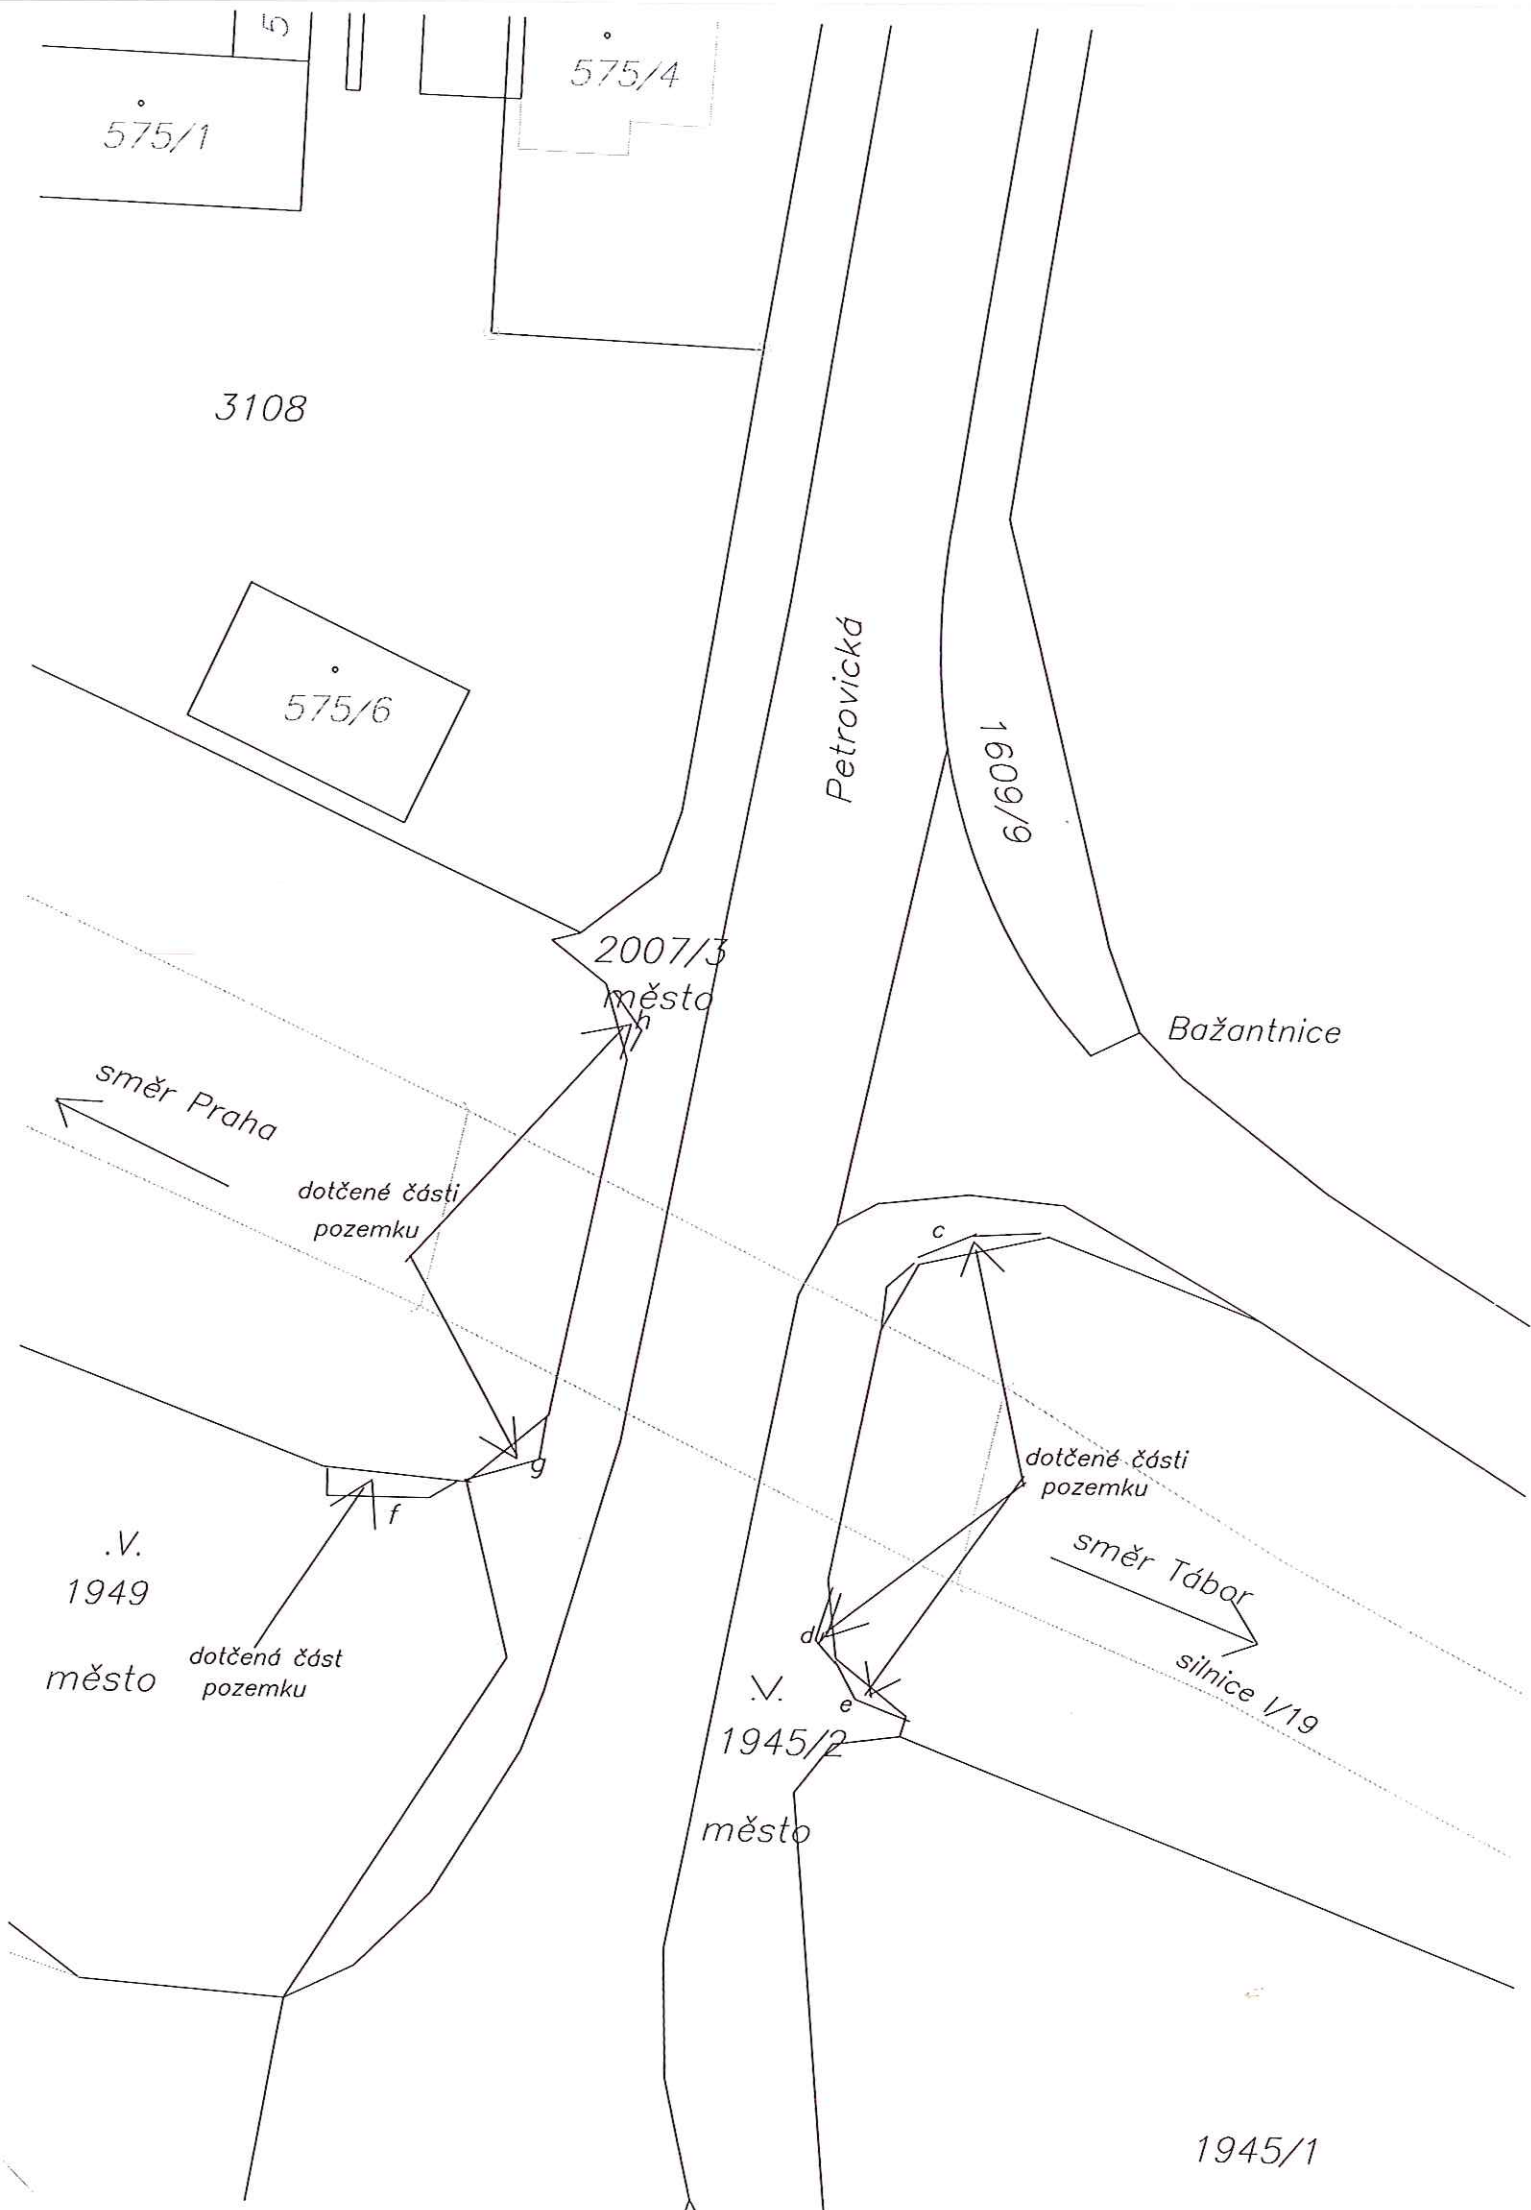 5
575/4
575/1
3108
575/6
Petrovická
1609/9
2007/3
město
h
Bažantnice
směr Praha
dotčené části
pozemku
c
g
dotčené části
pozemku
f
.V.
1949
směr Tábor
d
dotčená část
pozemku
město
silnice I/19
e
.V.
1945/2
město
1945/1